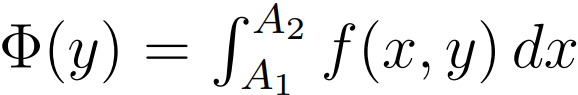 Φ(y) = ∫_{A_1}^{A_2} f(x, y) dx